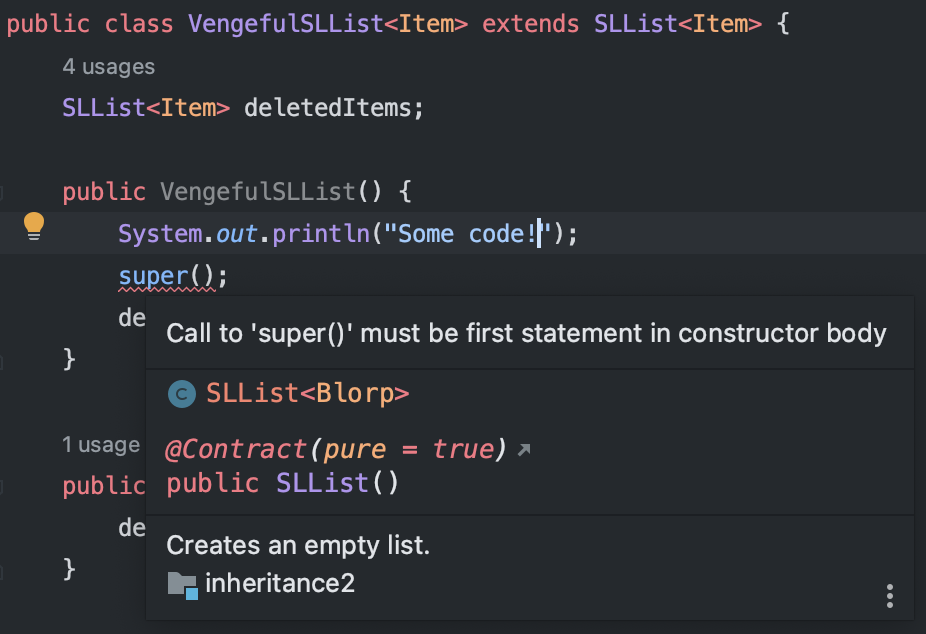 public class VengefulSLList<Item> extends SLList<Item> {
4 usages
SLList<Item> deletedItems;
public VengefulSLList() {
System.out.println("Some code!");
super();
de
Call to 'super()' must be first statement in constructor body
}
C SLList<Blorp>
1 usage
@Contract(pure = true)
public
public SLList()
de
Creates an empty list.
}
inheritance2